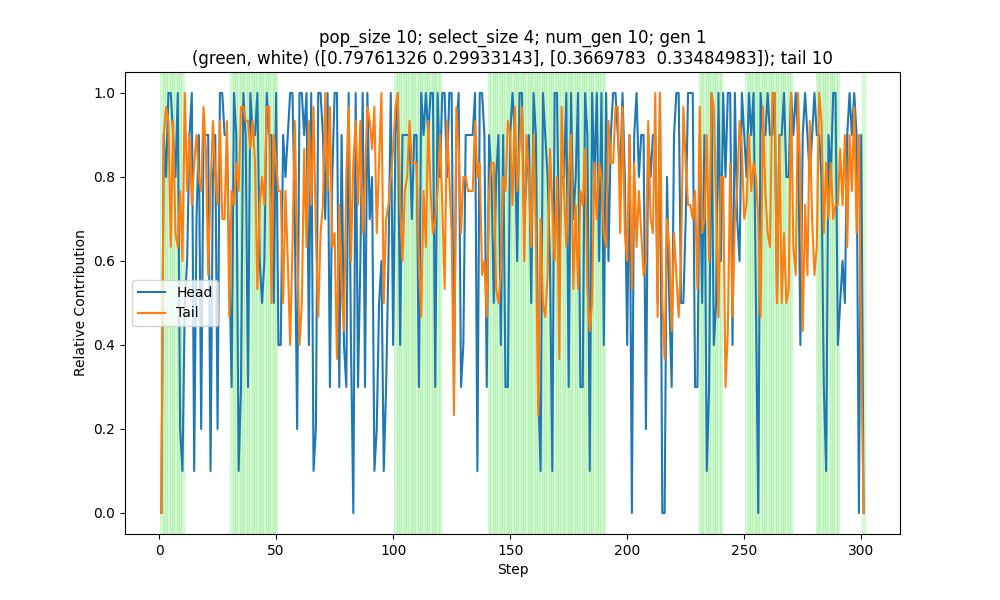 pop_size 10; select_size 4; num_gen 10; gen 1
(green, white) ([0.79761326 0.29933143], [0.3669783  0.33484983]); tail 10
1.0
0.8
0.6
0.4
0.2
0.0
Relative Contribution
Head
Tail
0
50
100
150
200
250
300
Step